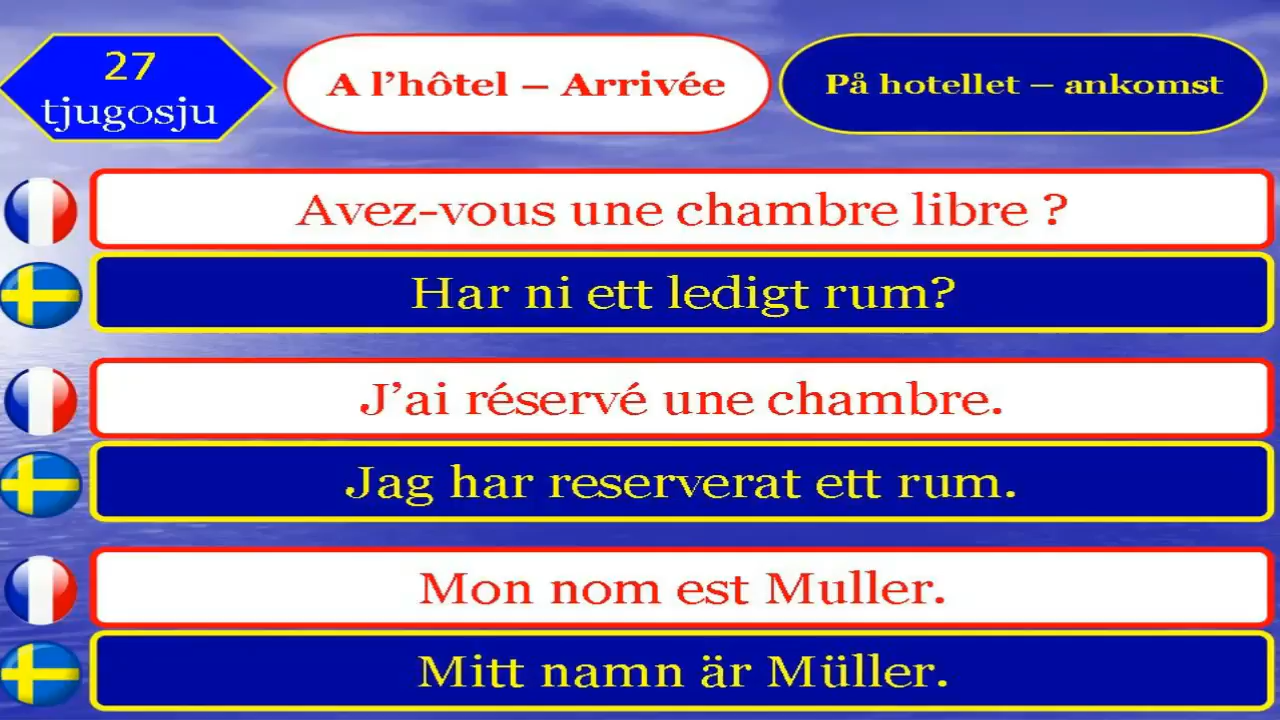 27
tjugosju
A l’hôtel – Arrivée
På hotellet – ankomst
Avez-vous une chambre libre ?
Har ni ett ledigt rum?
J’ai réservé une chambre.
Jag har reserverat ett rum.
Mon nom est Muller.
Mitt namn är Müller.